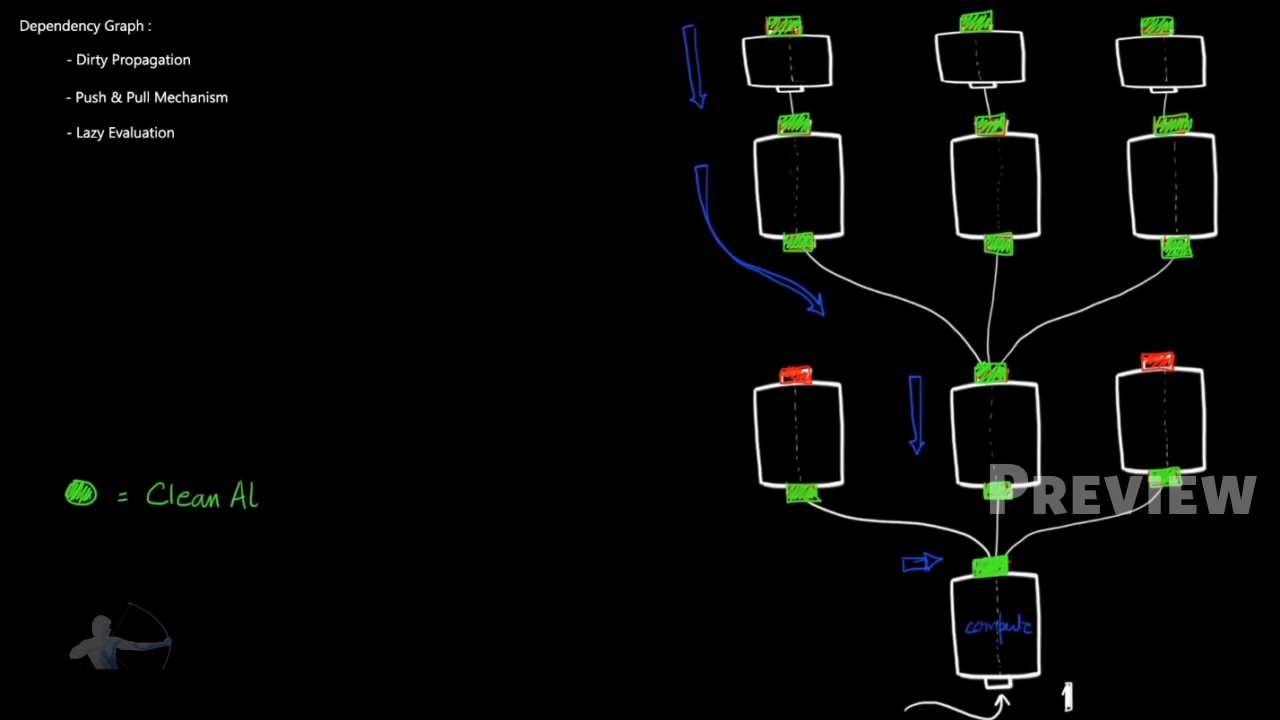 Dependency Graph :
- Dirty Propagation
- Push & Pull Mechanism
- Lazy Evaluation
= Clean Al
PREVIEW
compute
1